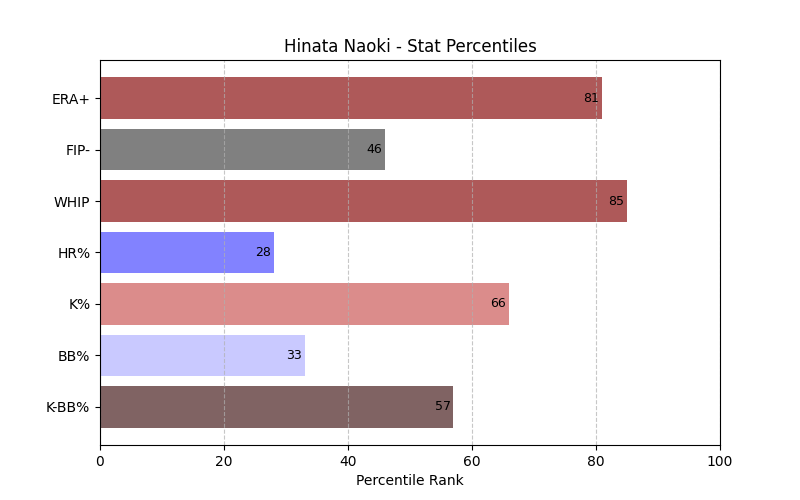 Hinata Naoki - Stat Percentiles
ERA+ 81
FIP- 46
WHIP 85
HR% 28
K% 66
BB% 33
K-BB% 57
0 20 40 60 80 100
Percentile Rank